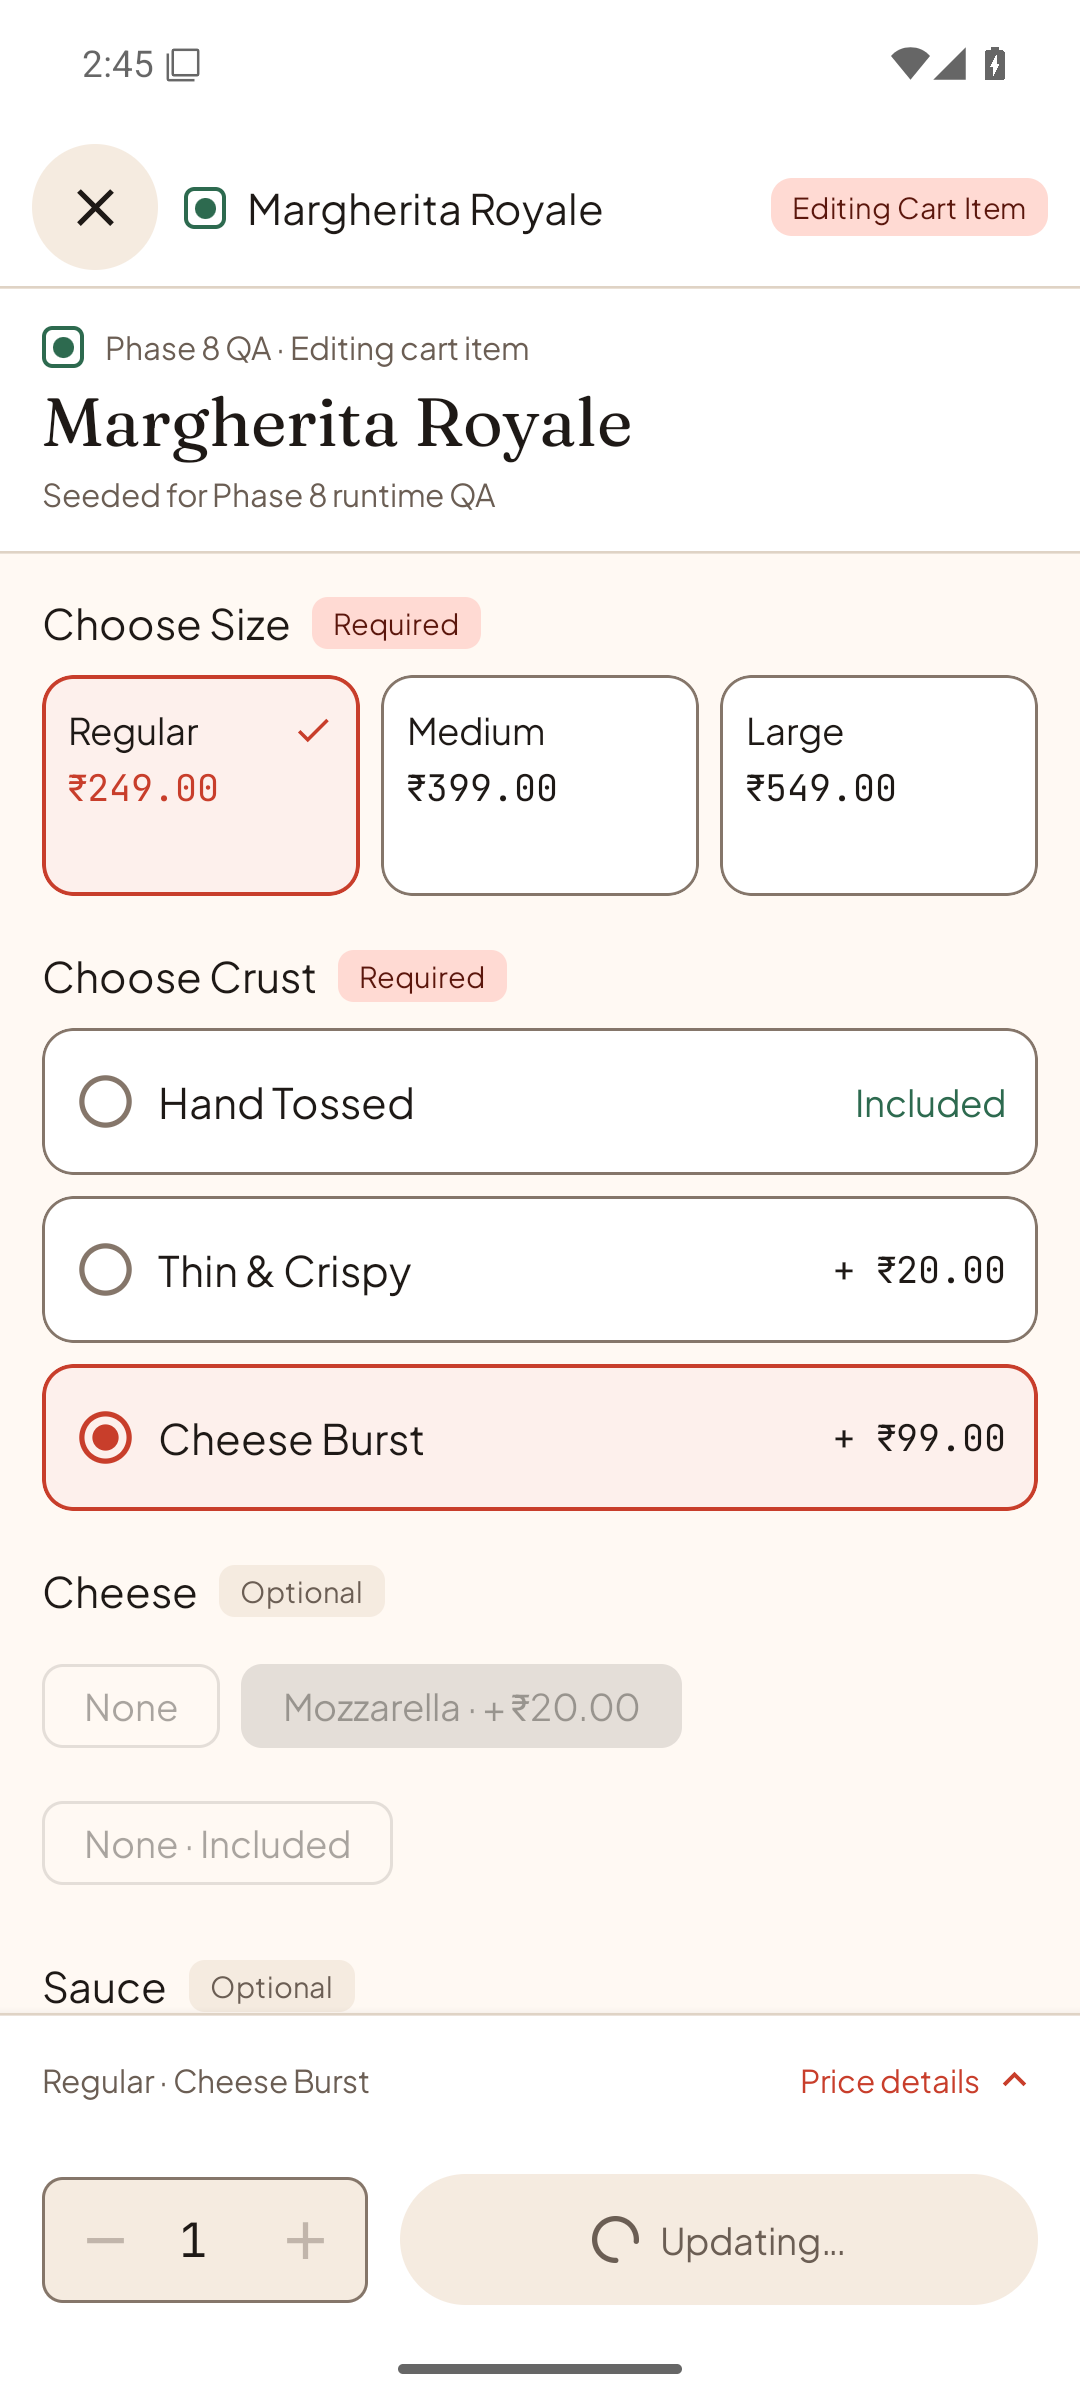 2:45
Margherita Royale
Editing Cart Item
Phase 8 QA · Editing cart item
Margherita Royale
Seeded for Phase 8 runtime QA
Choose Size Required
Regular
₹249.00
Medium
₹399.00
Large
₹549.00
Choose Crust Required
Hand Tossed Included
Thin & Crispy + ₹20.00
Cheese Burst + ₹99.00
Cheese Optional
None Mozzarella · + ₹20.00
None · Included
Sauce Optional
Regular · Cheese Burst Price details
− 1 + Updating...